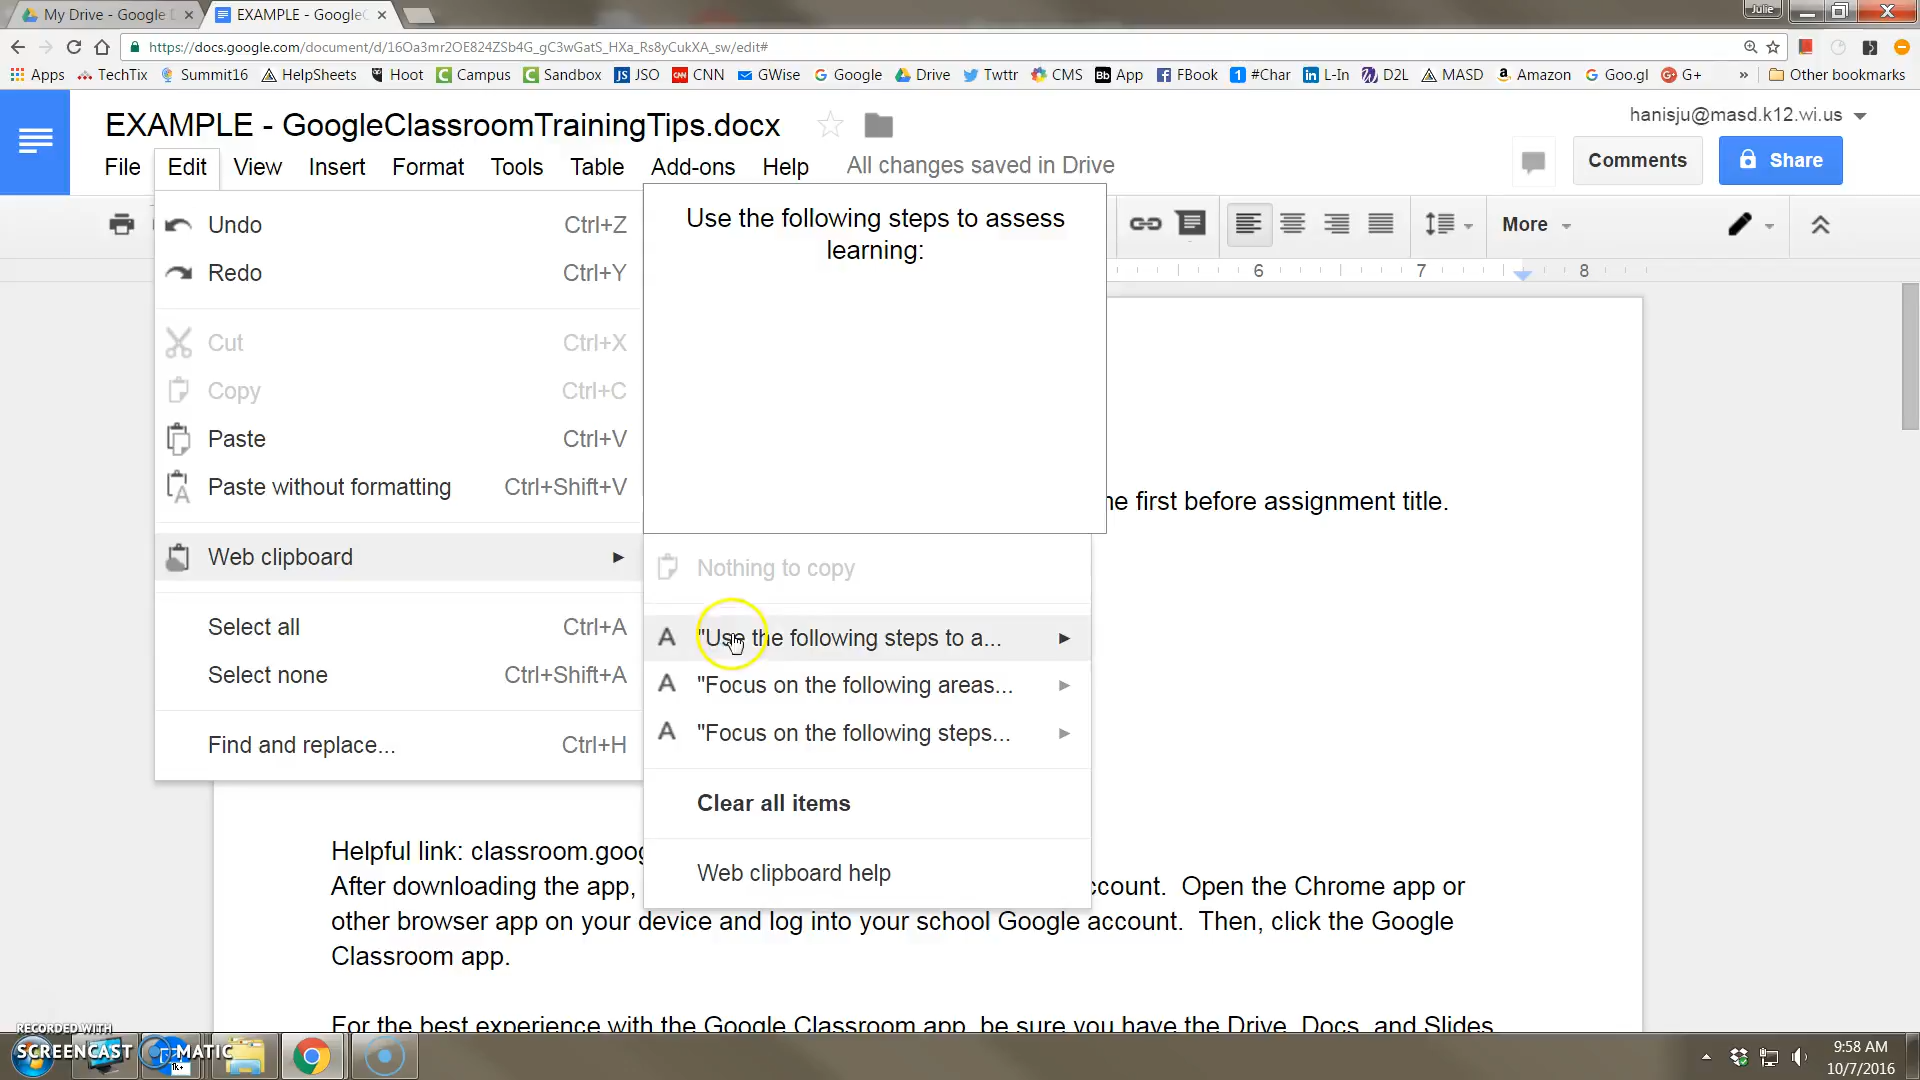 My Drive - Google D
EXAMPLE - GoogleC
Julie
https://docs.google.com/document/d/16Oa3mr2OE824ZSb4G_gC3wGatS_HXa_Rs8yCukXA_sw/edit#
Apps TechTix Summit16 HelpSheets Hoot Campus Sandbox JSO CNN GWise Google Drive Twttr CMS App FBook #Char L-In D2L MASD Amazon Goo.gl G+ » Other bookmarks
EXAMPLE - GoogleClassroomTrainingTips.docx
hanisju@masd.k12.wi.us
File Edit View Insert Format Tools Table Add-ons Help All changes saved in Drive
Comments
Share
More
6 7 8
Undo Ctrl+Z
Redo Ctrl+Y
Cut Ctrl+X
Copy Ctrl+C
Paste Ctrl+V
Paste without formatting Ctrl+Shift+V
Web clipboard
Select all Ctrl+A
Select none Ctrl+Shift+A
Find and replace... Ctrl+H
Use the following steps to assess
learning:
Nothing to copy
"Use the following steps to a...
"Focus on the following areas...
"Focus on the following steps...
Clear all items
Web clipboard help
first before assignment title.
Helpful link: classroom.goog
After downloading the app, ccount. Open the Chrome app or
other browser app on your device and log into your school Google account. Then, click the Google
Classroom app.
For the best experience with the Google Classroom app, be sure you have the Drive, Docs, and Slides
RECORDED WITH
SCREENCAST MATIC
1k+
9:58 AM
10/7/2016